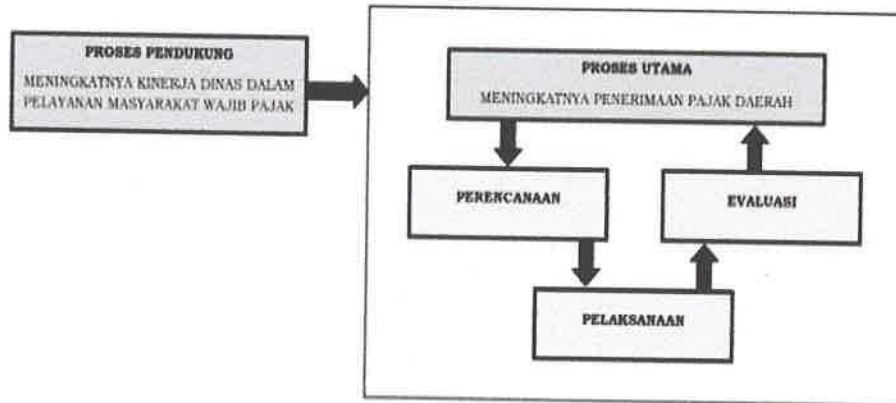 PROSES PENDUKUNG
MENINGKATNYA KINERJA DINAS DALAM
PELAYANAN MASYARAKAT WAJIB PAJAK
PROSES UTAMA
MENINGKATNYA PENERIMAAN PAJAK DAERAH
PERENCANAAN
EVALUASI
PELAKSANAAN